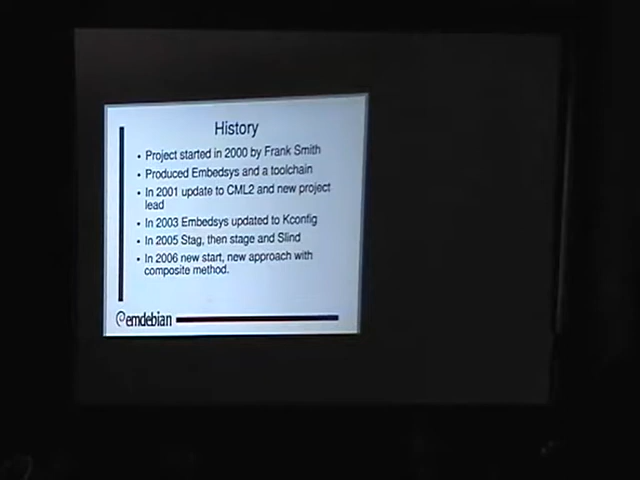 History
• Project started in 2000 by Frank Smith
• Produced Embedsys and a toolchain
• In 2001 update to CML2 and new project
lead
• In 2003 Embedsys updated to Kconfig
• In 2005 Stag, then stage and Slind
• In 2006 new start, new approach with
composite method.
emdebian